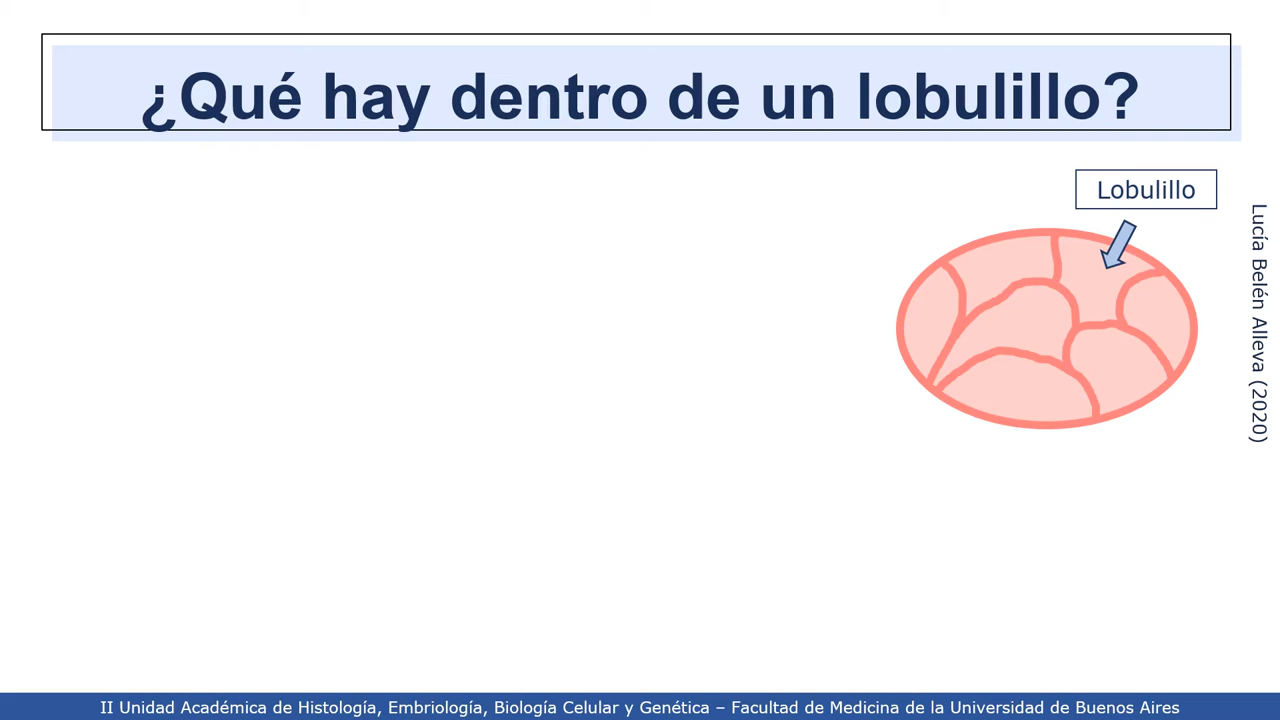 ¿Qué hay dentro de un lobulillo?
Lobulillo
Lucía Belén Alleva (2020)
II Unidad Académica de Histología, Embriología, Biología Celular y Genética – Facultad de Medicina de la Universidad de Buenos Aires